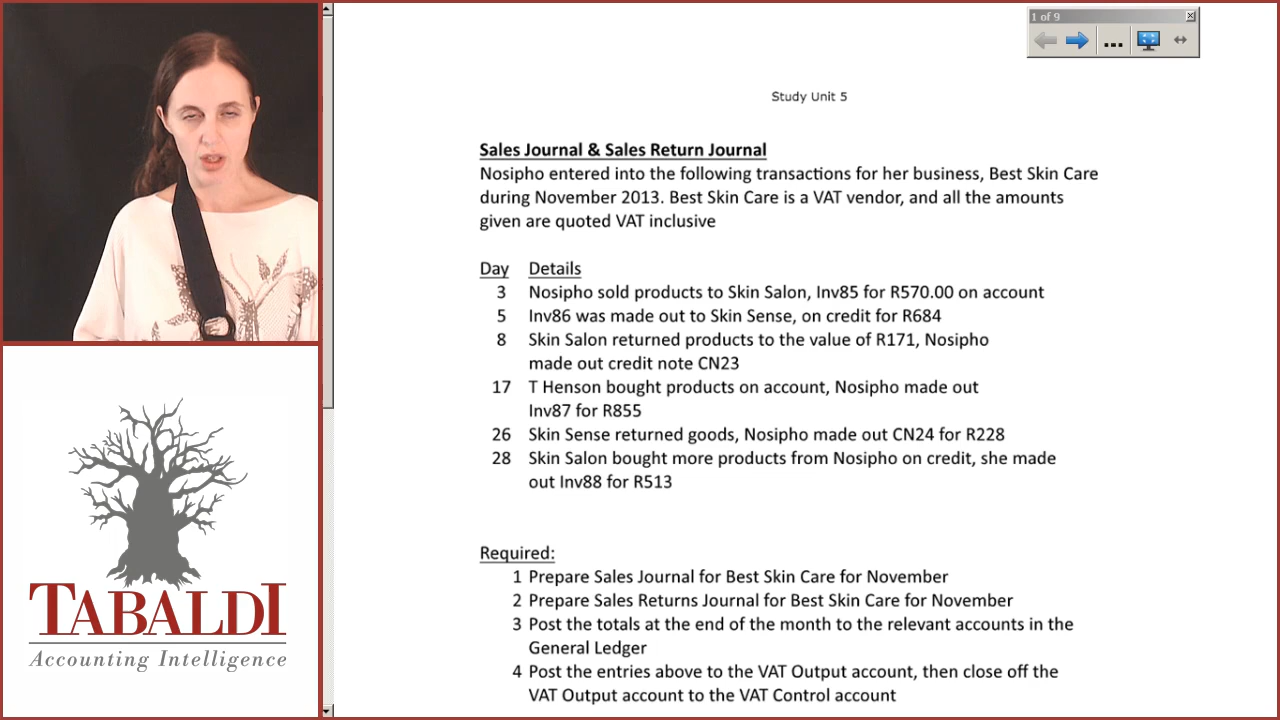 1 of 9
Study Unit 5
Sales Journal & Sales Return Journal
Nosipho entered into the following transactions for her business, Best Skin Care
during November 2013. Best Skin Care is a VAT vendor, and all the amounts
given are quoted VAT inclusive
Day Details
3 Nosipho sold products to Skin Salon, Inv85 for R570.00 on account
5 Inv86 was made out to Skin Sense, on credit for R684
8 Skin Salon returned products to the value of R171, Nosipho
made out credit note CN23
17 T Henson bought products on account, Nosipho made out
Inv87 for R855
26 Skin Sense returned goods, Nosipho made out CN24 for R228
28 Skin Salon bought more products from Nosipho on credit, she made
out Inv88 for R513
Required:
1 Prepare Sales Journal for Best Skin Care for November
2 Prepare Sales Returns Journal for Best Skin Care for November
3 Post the totals at the end of the month to the relevant accounts in the
General Ledger
4 Post the entries above to the VAT Output account, then close off the
VAT Output account to the VAT Control account
TABALDI
Accounting Intelligence